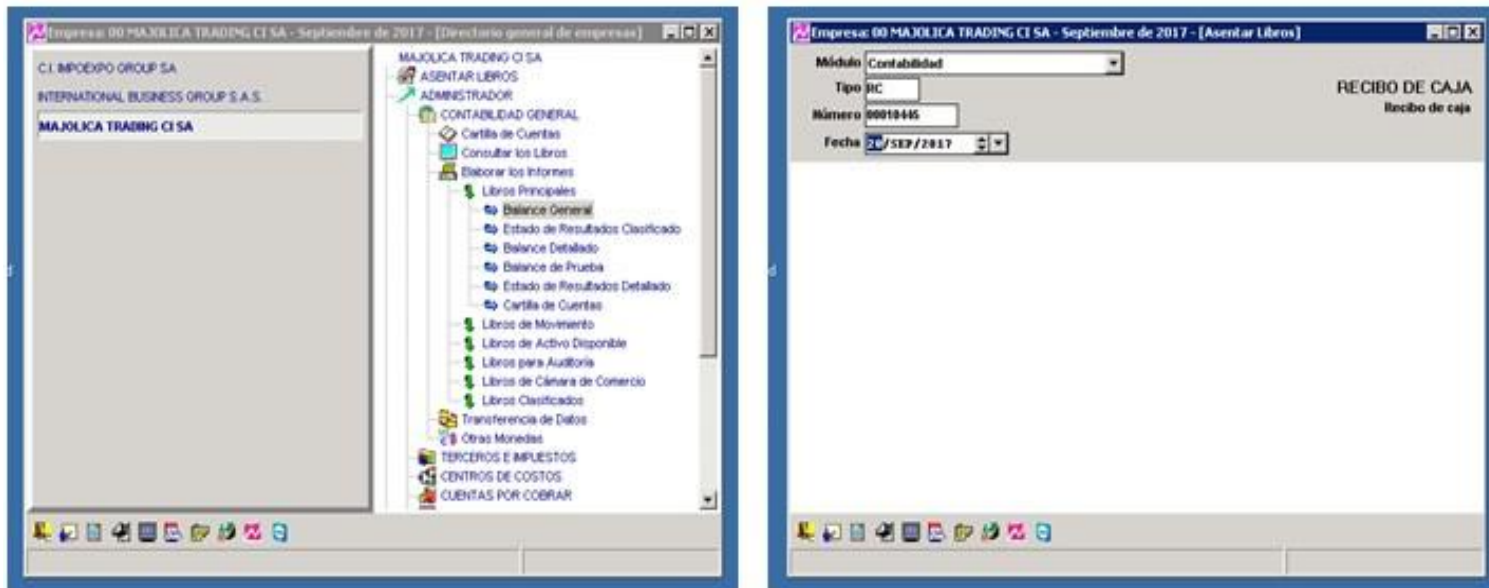 Empresa: 00 MAJOLICA TRADING CI SA - Septiembre de 2017 - [Directorio general de empresas]
C.I. IMPOEXPO GROUP SA
INTERNATIONAL BUSINESS GROUP S.A.S.
MAJOLICA TRADING CI SA
MAJOLICA TRADING CI SA
ASENTAR LIBROS
ADMINISTRADOR
CONTABILIDAD GENERAL
Cartilla de Cuentas
Consultar los Libros
Elaborar los Informes
Libros Principales
Balance General
Estado de Resultados Clasificado
Balance Detallado
Balance de Prueba
Estado de Resultados Detallado
Cartilla de Cuentas
Libros de Movimiento
Libros de Activo Disponible
Libros para Auditoría
Libros de Cámara de Comercio
Libros Clasificados
Transferencia de Datos
Otras Monedas
TERCEROS E IMPUESTOS
CENTROS DE COSTOS
CUENTAS POR COBRAR
Empresa: 00 MAJOLICA TRADING CI SA - Septiembre de 2017 - [Asentar Libros]
Módulo Contabilidad
Tipo RC
RECIBO DE CAJA
Número 00010445
Recibo de caja
Fecha 20/SEP/2017